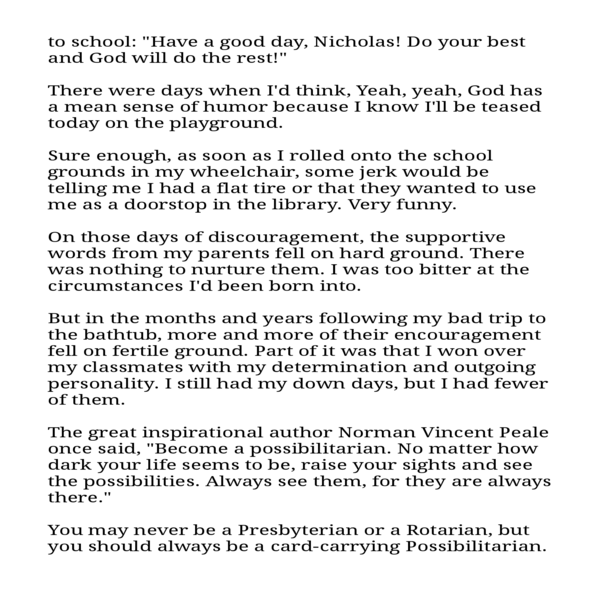 to school: "Have a good day, Nicholas! Do your best
and God will do the rest!"
There were days when I'd think, Yeah, yeah, God has
a mean sense of humor because I know I'll be teased
today on the playground.
Sure enough, as soon as I rolled onto the school
grounds in my wheelchair, some jerk would be
telling me I had a flat tire or that they wanted to use
me as a doorstop in the library. Very funny.
On those days of discouragement, the supportive
words from my parents fell on hard ground. There
was nothing to nurture them. I was too bitter at the
circumstances I'd been born into.
But in the months and years following my bad trip to
the bathtub, more and more of their encouragement
fell on fertile ground. Part of it was that I won over
my classmates with my determination and outgoing
personality. I still had my down days, but I had fewer
of them.
The great inspirational author Norman Vincent Peale
once said, "Become a possibilitarian. No matter how
dark your life seems to be, raise your sights and see
the possibilities. Always see them, for they are always
there."
You may never be a Presbyterian or a Rotarian, but
you should always be a card-carrying Possibilitarian.